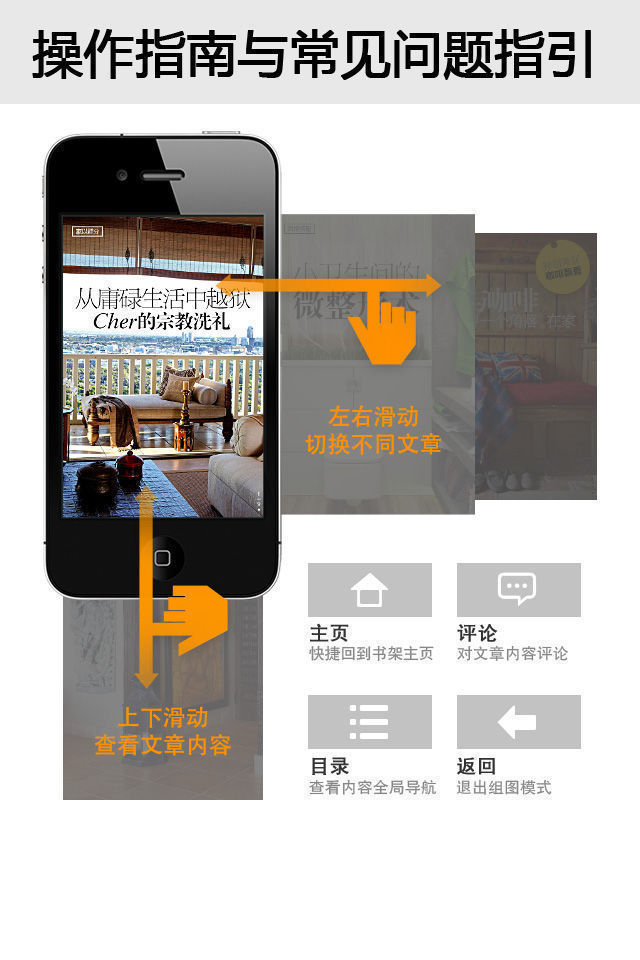 操作指南与常见问题指引
从庸碌生活中越狱
Cher的宗教洗礼
小卫生间的
微整
左右滑动
切换不同文章
上下滑动
查看文章内容
主页
快捷回到书架主页
评论
对文章内容评论
目录
查看内容全局导航
返回
退出组图模式